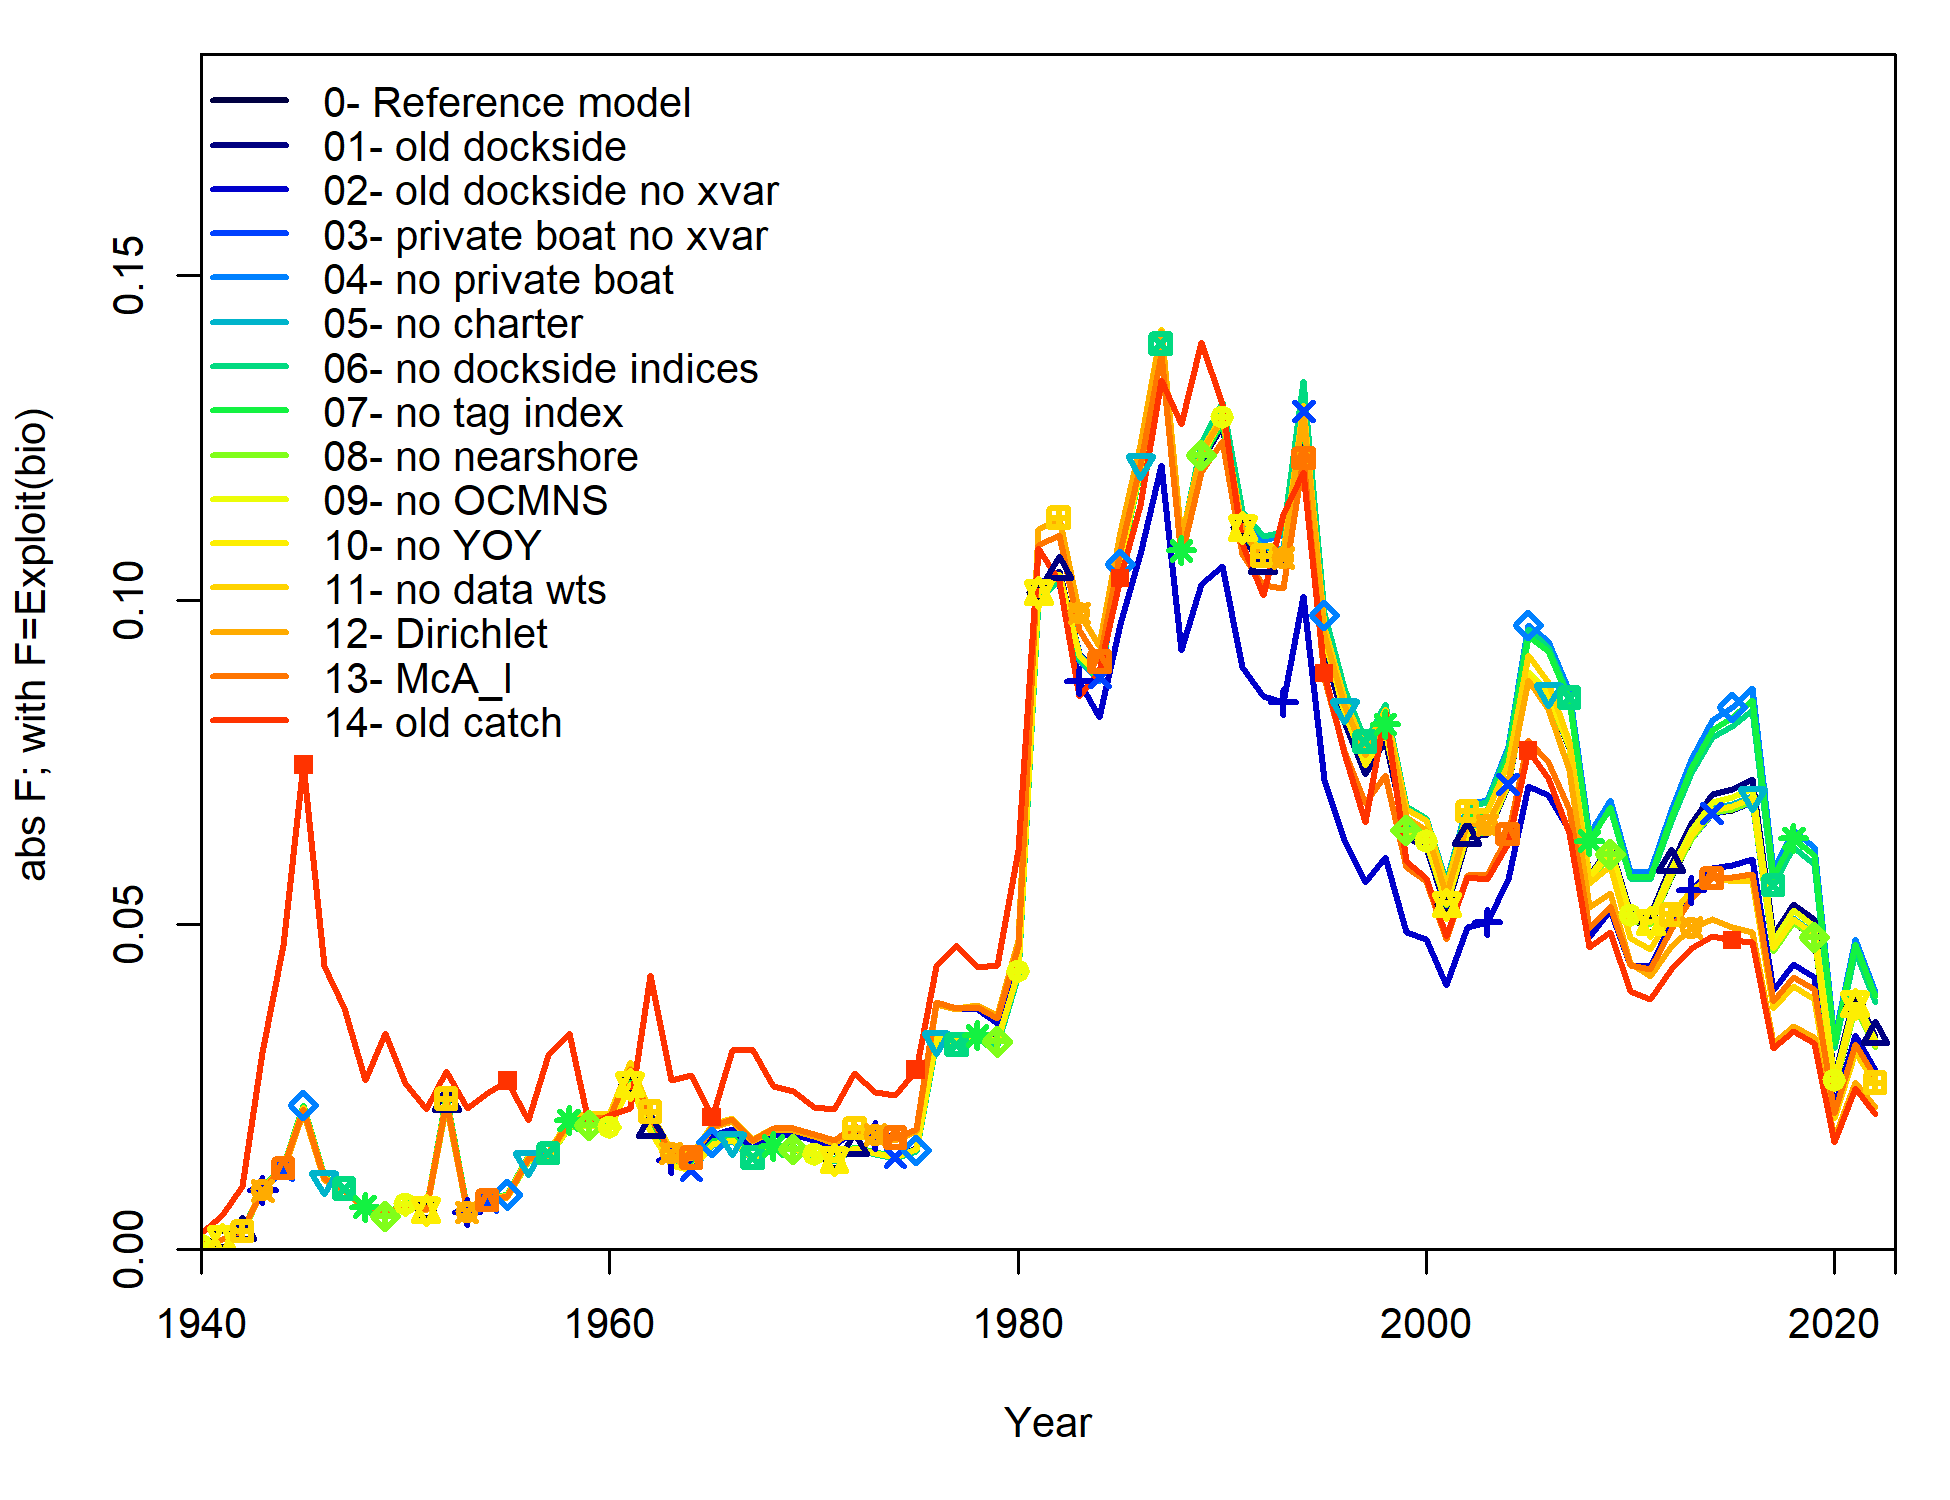 0- Reference model
01- old dockside
02- old dockside no xvar
03- private boat no xvar
04- no private boat
05- no charter
06- no dockside indices
07- no tag index
08- no nearshore
09- no OCMNS
10- no YOY
11- no data wts
12- Dirichlet
13- McA_I
14- old catch
abs F; with F=Exploit(bio)
0.15
0.10
0.05
0.00
1940 1960 1980 2000 2020
Year